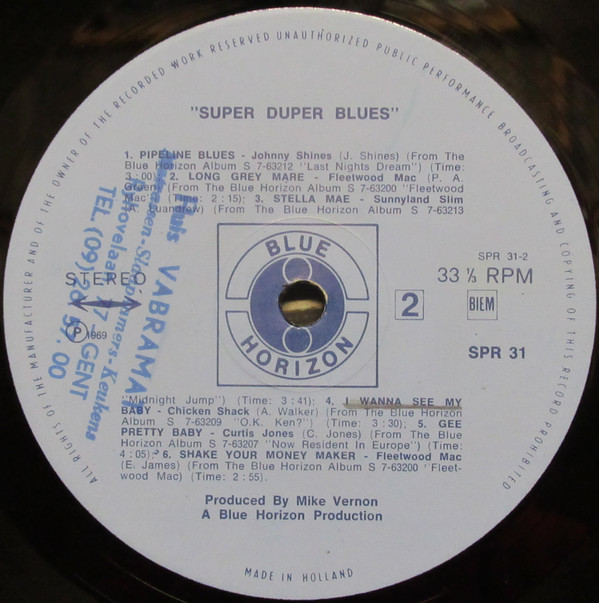 ALL RIGHTS OF THE MANUFACTURER AND OF THE OWNER OF THE RECORDED WORK RESERVED UNAUTHORIZED PUBLIC PERFORMANCE BROADCASTING AND COPYING OF THIS RECORD PROHIBITED
"SUPER DUPER BLUES"
1. PIPELINE BLUES - Johnny Shines (J. Shines) (From The
Blue Horizon Album S 7-63212 "Last Nights Dream") (Time:
3:00) 2. LONG GREY MARE - Fleetwood Mac (P. A.
Green) (From The Blue Horizon Album S 7-63200 "Fleetwood
Mac") (Time: 2:15); 3. STELLA MAE - Sunnyland Slim
(A. Luandrew) (From The Blue Horizon Album S 7-63213
BLUE
HORIZON
STEREO
P 1969
SPR 31-2
33 ⅓ RPM
2
BIEM
SPR 31
"Midnight Jump") (Time: 3:41); 4. I WANNA SEE MY
BABY - Chicken Shack (A. Walker) (From The Blue Horizon
Album S 7-63209 "O.K. Ken?") (Time: 3:30); 5. GEE
PRETTY BABY - Curtis Jones (C. Jones) (From The Blue
Horizon Album S 7-63207 "Now Resident In Europe") (Time:
4:05); 6. SHAKE YOUR MONEY MAKER - Fleetwood Mac
(E. James) (From The Blue Horizon Album S 7-63200 "Fleet-
wood Mac) (Time: 2:55).
Produced By Mike Vernon
A Blue Horizon Production
MADE IN HOLLAND
Huis VABRAMA
GENT
TEL. (09)
57.00